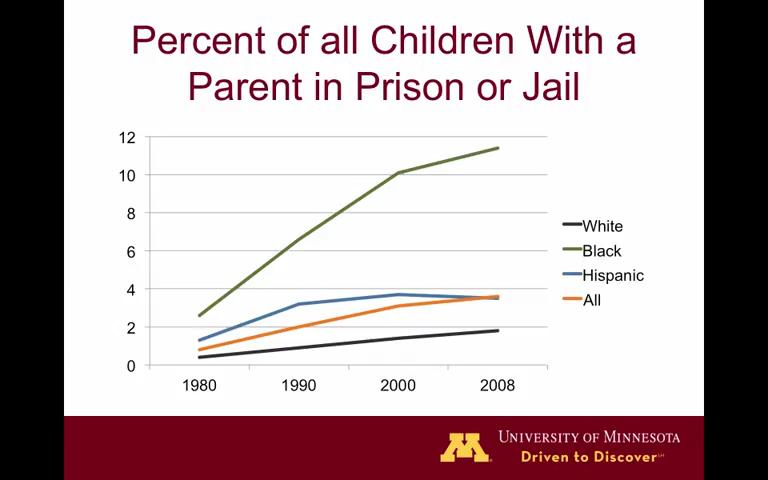 Percent of all Children With a
Parent in Prison or Jail
12
10
8
6
4
2
0
1980 1990 2000 2008
White
Black
Hispanic
All
M
UNIVERSITY OF MINNESOTA
Driven to Discover℠